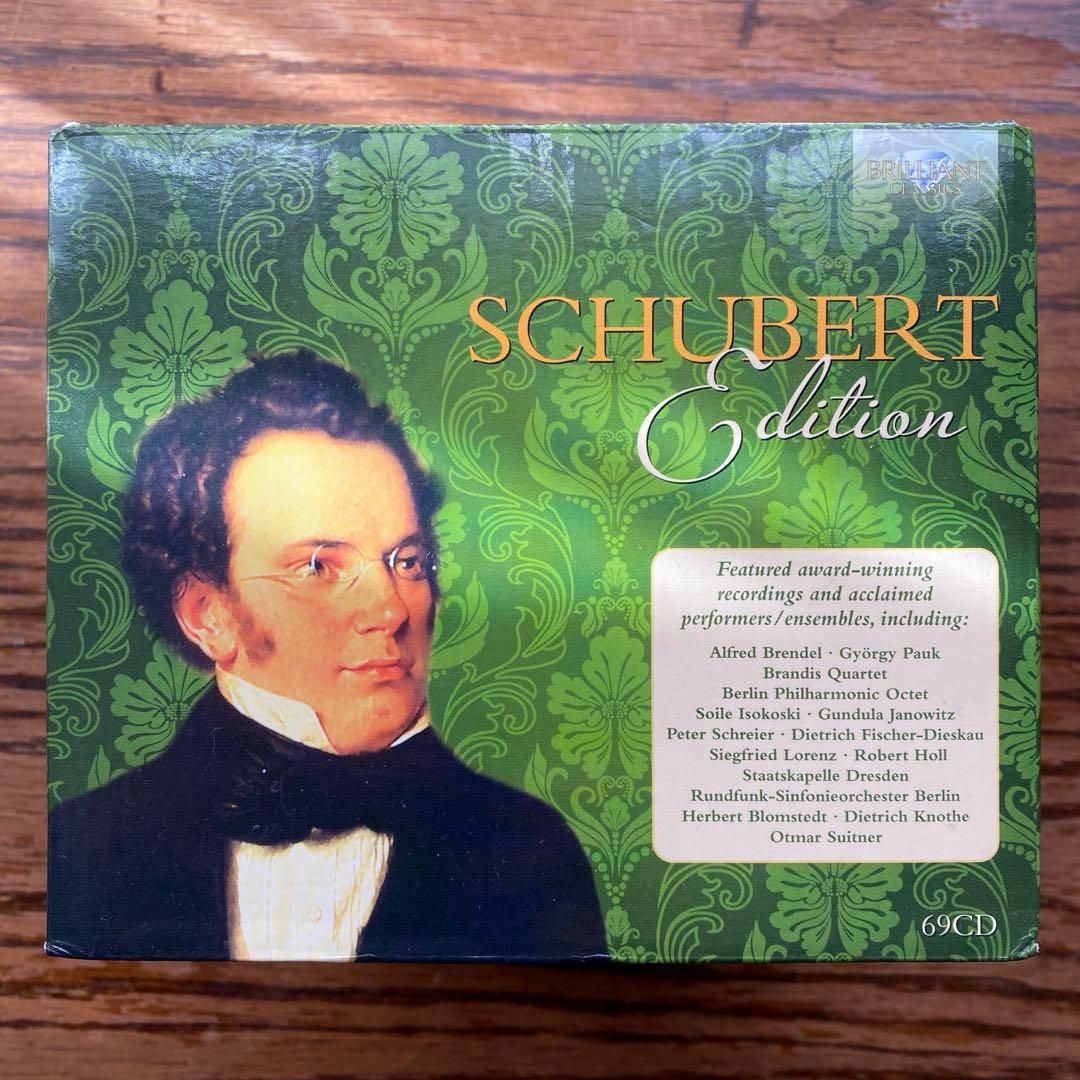 BRILLIANT
CLASSICS
SCHUBERT
Edition
Featured award-winning
recordings and acclaimed
performers/ensembles, including:
Alfred Brendel · György Pauk
Brandis Quartet
Berlin Philharmonic Octet
Soile Isokoski · Gundula Janowitz
Peter Schreier · Dietrich Fischer-Dieskau
Siegfried Lorenz · Robert Holl
Staatskapelle Dresden
Rundfunk-Sinfonieorchester Berlin
Herbert Blomstedt · Dietrich Knothe
Otmar Suitner
69CD